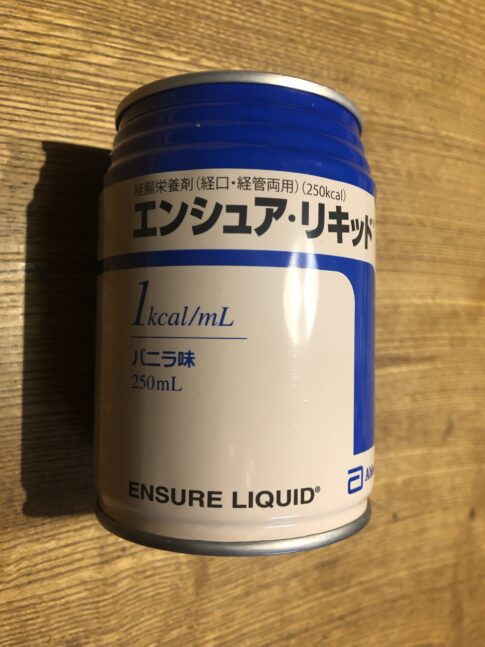 経腸栄養剤(経口・経管両用)(250kcal)
エンシュア・リキッド
1kcal/mL
バニラ味
250mL
ENSURE LIQUID®